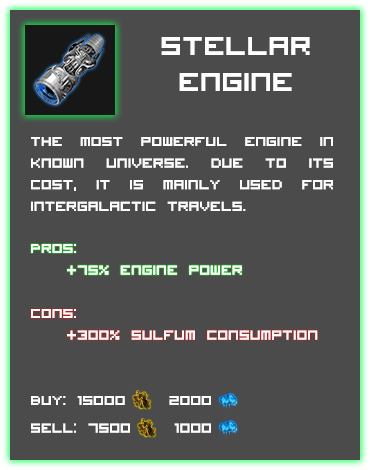 STELLAR
ENGINE
THE MOST POWERFUL ENGINE IN
KNOWN UNIVERSE. DUE TO ITS
COST, IT IS MAINLY USED FOR
INTERGALACTIC TRAVELS.
PROS:
+75% ENGINE POWER
CONS:
+300% SULFUM CONSUMPTION
BUY: 15000 2000
SELL: 7500 1000